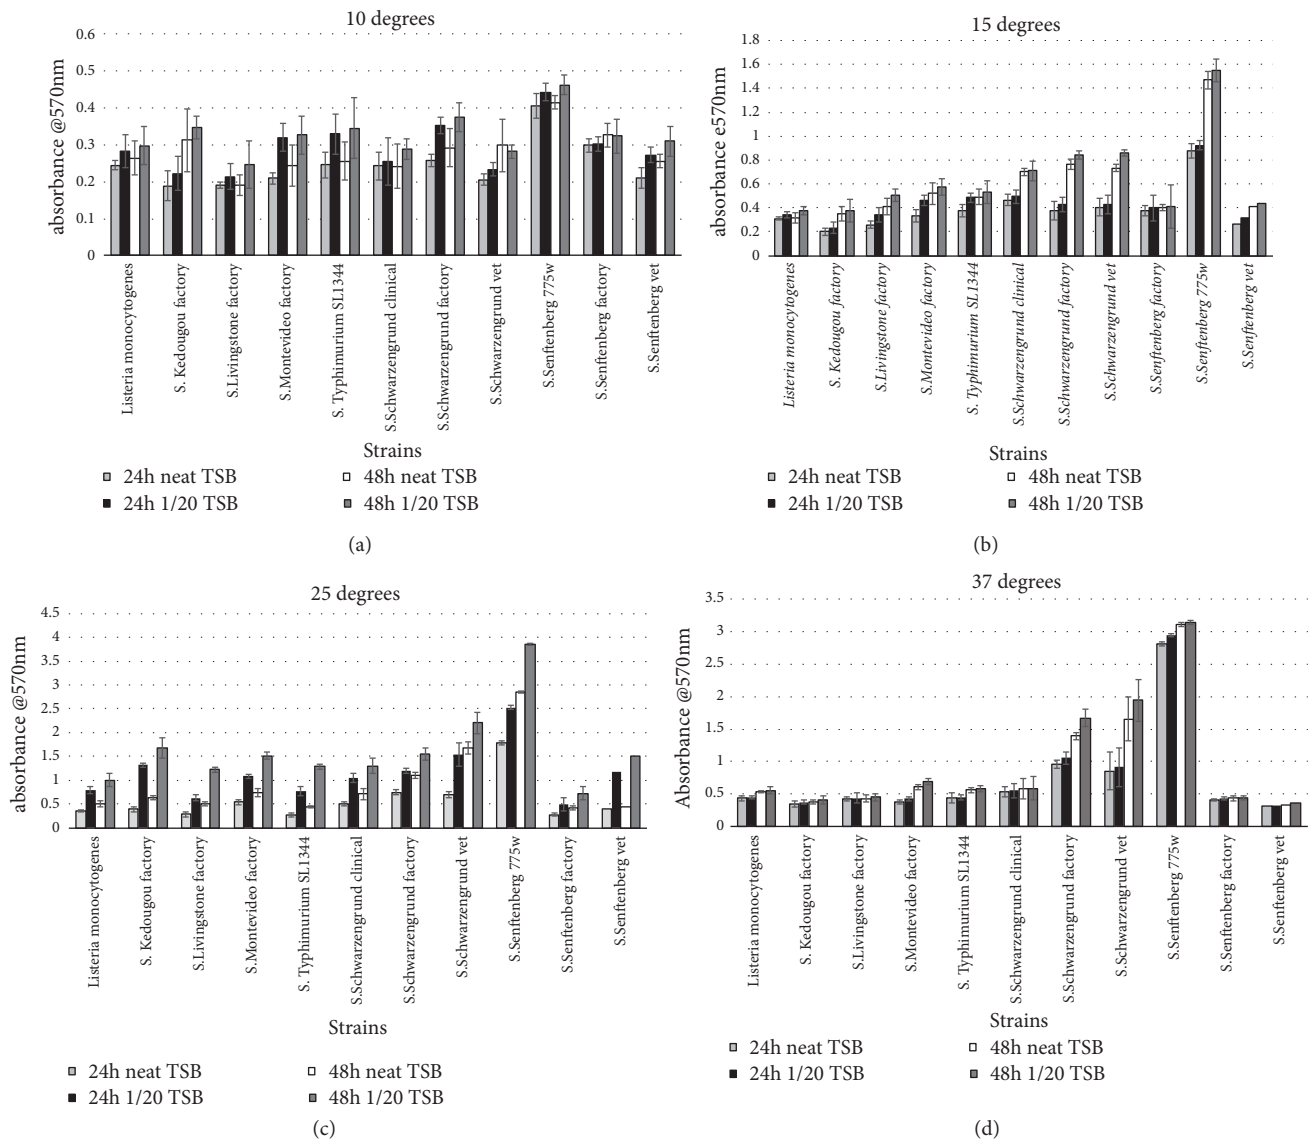 10 degrees
absorbance @570nm
0.6
0.5
0.4
0.3
0.2
0.1
0
Listeria monocytogenes
S. Kedougou factory
S.Livingstone factory
S.Montevideo factory
S. Typhimurium SL1344
S.Schwarzengrund clinical
S.Schwarzengrund factory
S.Schwarzengrund vet
S.Senftenberg 775w
S.Senftenberg factory
S.Senftenberg vet
Strains
24h neat TSB
48h neat TSB
24h 1/20 TSB
48h 1/20 TSB
(a)
15 degrees
absorbance e570nm
1.8
1.6
1.4
1.2
1
0.8
0.6
0.4
0.2
0
Listeria monocytogenes
S. Kedougou factory
S.Livingstone factory
S.Montevideo factory
S. Typhimurium SL1344
S.Schwarzengrund clinical
S.Schwarzengrund factory
S.Schwarzengrund vet
S.Senftenberg factory
S.Senftenberg 775w
S.Senftenberg vet
Strains
24h neat TSB
48h neat TSB
24h 1/20 TSB
48h 1/20 TSB
(b)
25 degrees
absorbance @570nm
4.5
4
3.5
3
2.5
2
1.5
1
0.5
0
Listeria monocytogenes
S. Kedougou factory
S.Livingstone factory
S.Montevideo factory
S. Typhimurium SL1344
S.Schwarzengrund clinical
S.Schwarzengrund factory
S.Schwarzengrund vet
S.Senftenberg 775w
S.Senftenberg factory
S.Senftenberg vet
Strains
24h neat TSB
48h neat TSB
24h 1/20 TSB
48h 1/20 TSB
(c)
37 degrees
Absorbance @570nm
3.5
3
2.5
2
1.5
1
0.5
0
Listeria monocytogenes
S. Kedougou factory
S.Livingstone factory
S.Montevideo factory
S. Typhimurium SL1344
S.Schwarzengrund clinical
S.Schwarzengrund factory
S.Schwarzengrund vet
S.Senftenberg 775w
S.Senftenberg factory
S.Senftenberg vet
Strains
24h neat TSB
48h neat TSB
24h 1/20 TSB
48h 1/20 TSB
(d)